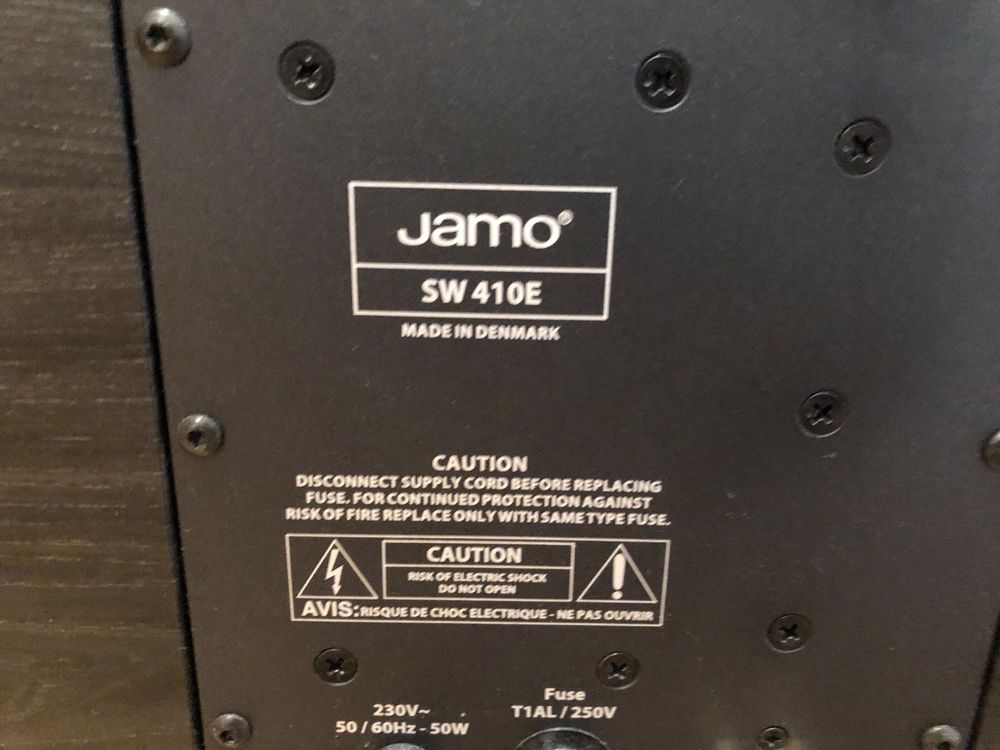 Jamo®
SW 410E
MADE IN DENMARK
CAUTION
DISCONNECT SUPPLY CORD BEFORE REPLACING
FUSE. FOR CONTINUED PROTECTION AGAINST
RISK OF FIRE REPLACE ONLY WITH SAME TYPE FUSE.
CAUTION
RISK OF ELECTRIC SHOCK
DO NOT OPEN
AVIS: RISQUE DE CHOC ELECTRIQUE - NE PAS OUVRIR
230V~
50 / 60Hz - 50W
Fuse
T1AL / 250V